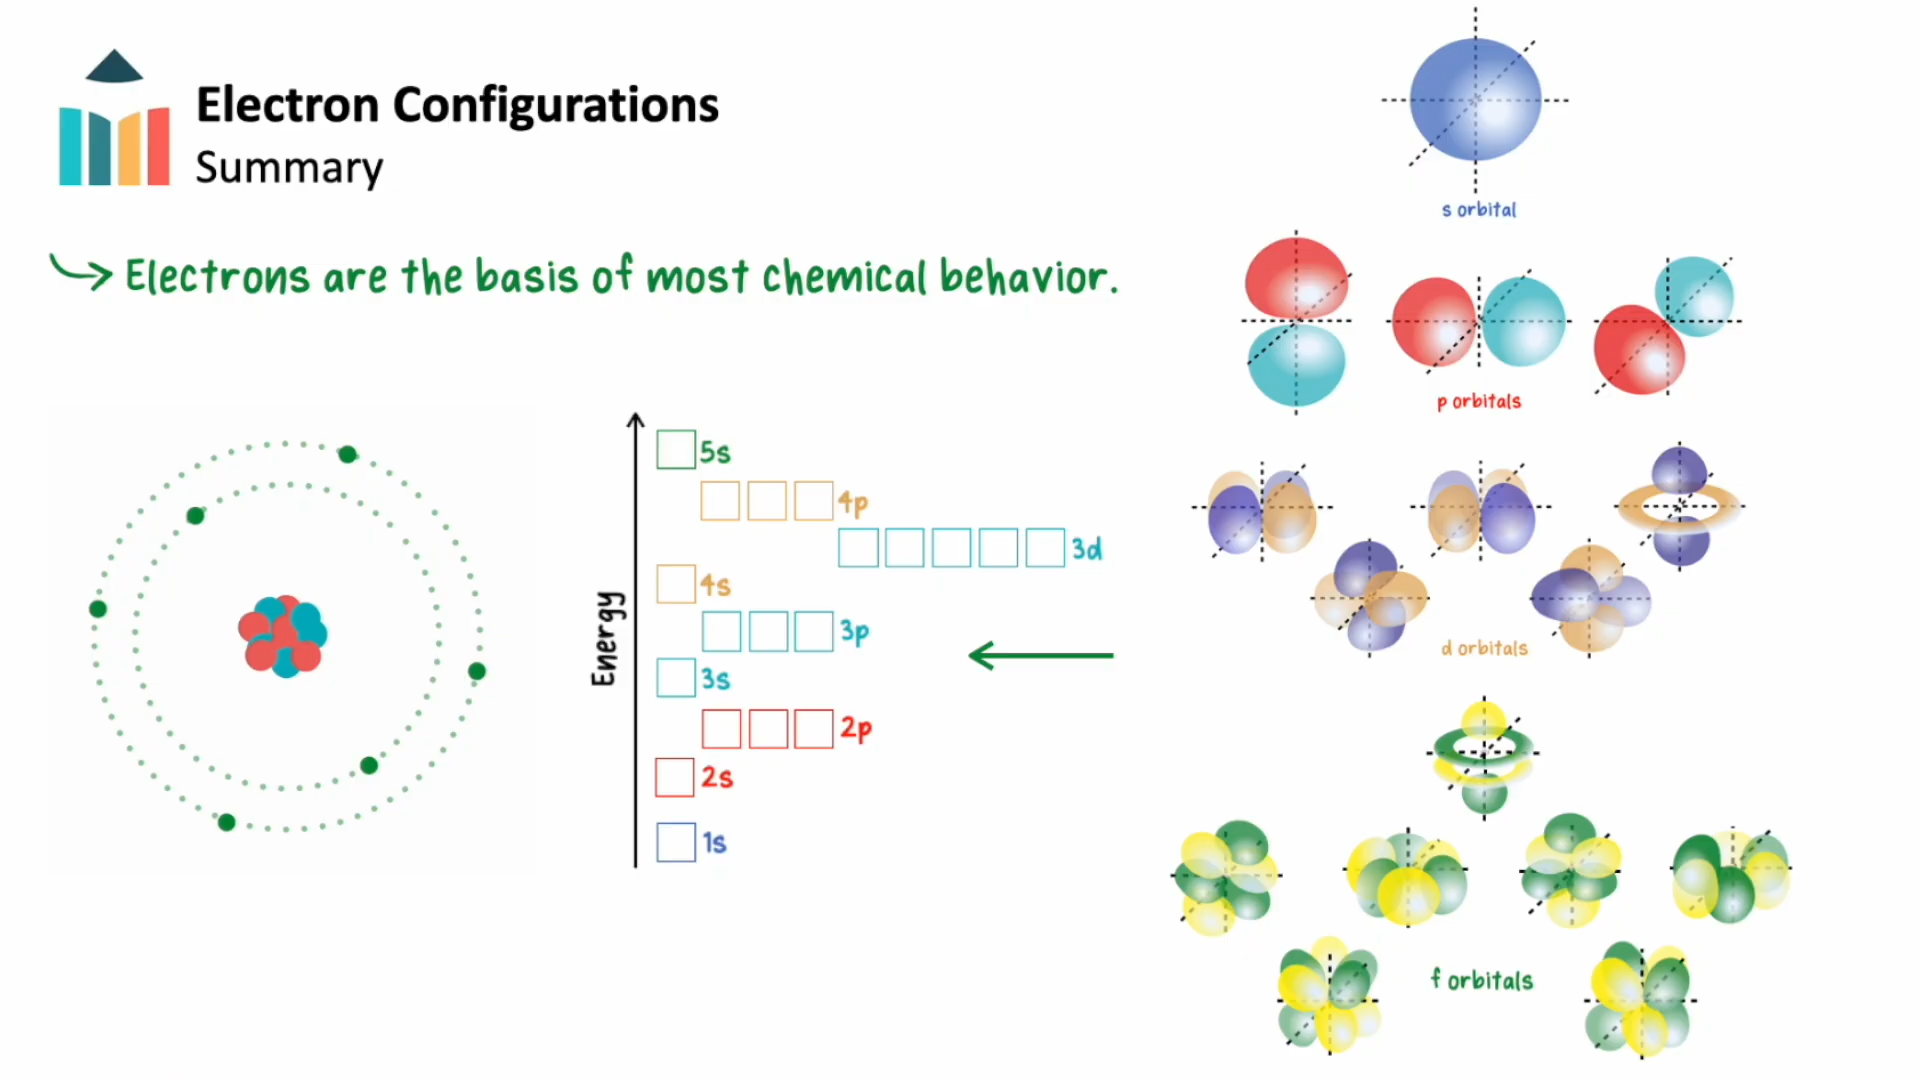 Electron Configurations
Summary
Electrons are the basis of most chemical behavior.
Energy
5s
4p
3d
4s
3p
3s
2p
2s
1s
s orbital
p orbitals
d orbitals
f orbitals